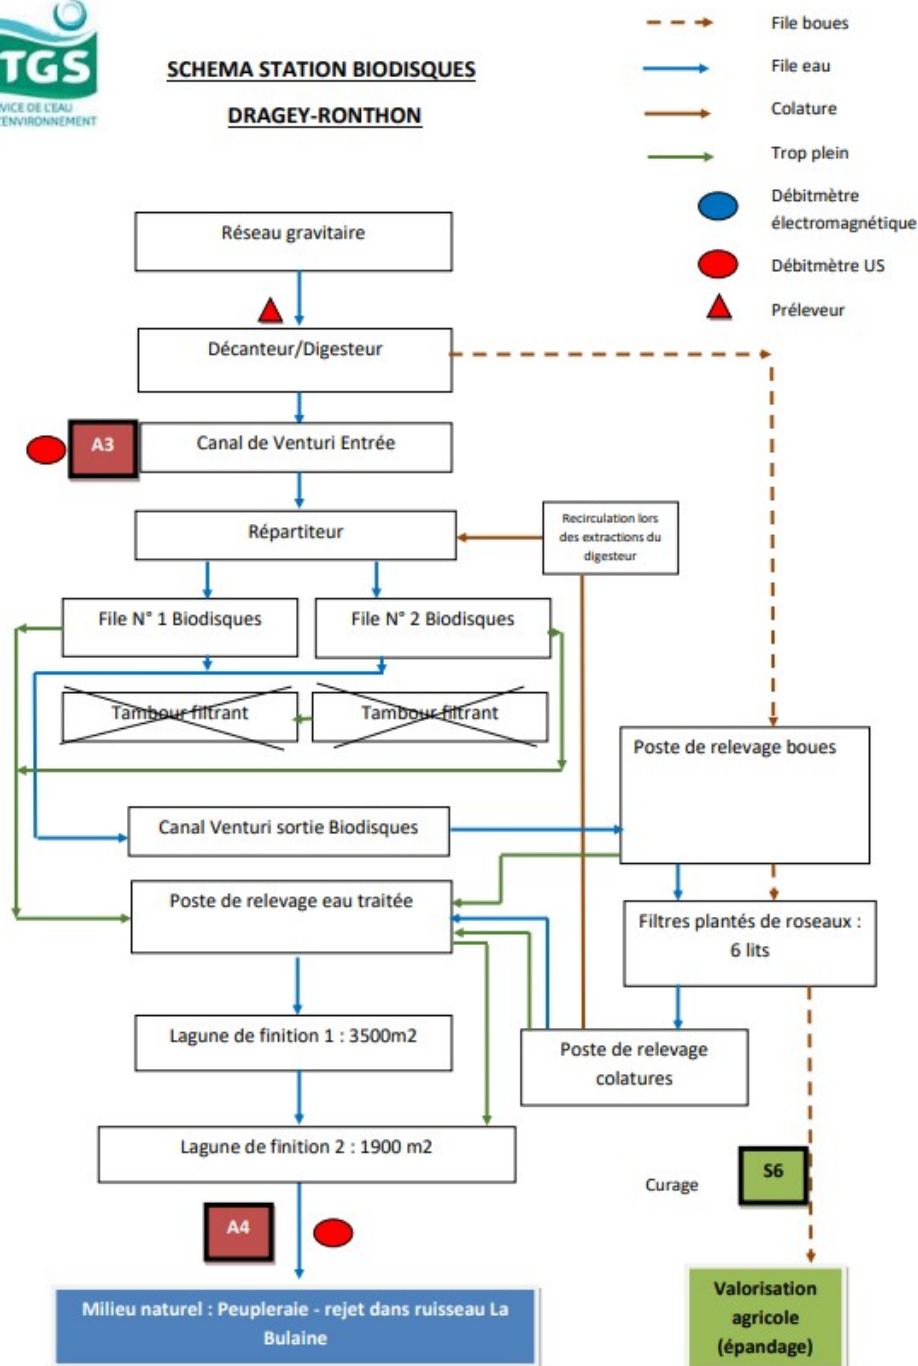 TGS
VICE DE L'EAU
ENVIRONNEMENT
SCHEMA STATION BIODISQUES
DRAGEY-RONTHON
File boues
File eau
Colature
Trop plein
Débitmètre
électromagnétique
Débitmètre US
Préleveur
Réseau gravitaire
Décanteur/Digesteur
A3
Canal de Venturi Entrée
Répartiteur
Recirculation lors
des extractions du
digesteur
File N° 1 Biodisques
File N° 2 Biodisques
Tambour filtrant
Tambour filtrant
Poste de relevage boues
Canal Venturi sortie Biodisques
Poste de relevage eau traitée
Filtres plantés de roseaux :
6 lits
Lagune de finition 1 : 3500m2
Poste de relevage
colatures
Lagune de finition 2 : 1900 m2
Curage
S6
A4
Milieu naturel : Peupleraie - rejet dans ruisseau La
Bulaine
Valorisation
agricole
(épandage)